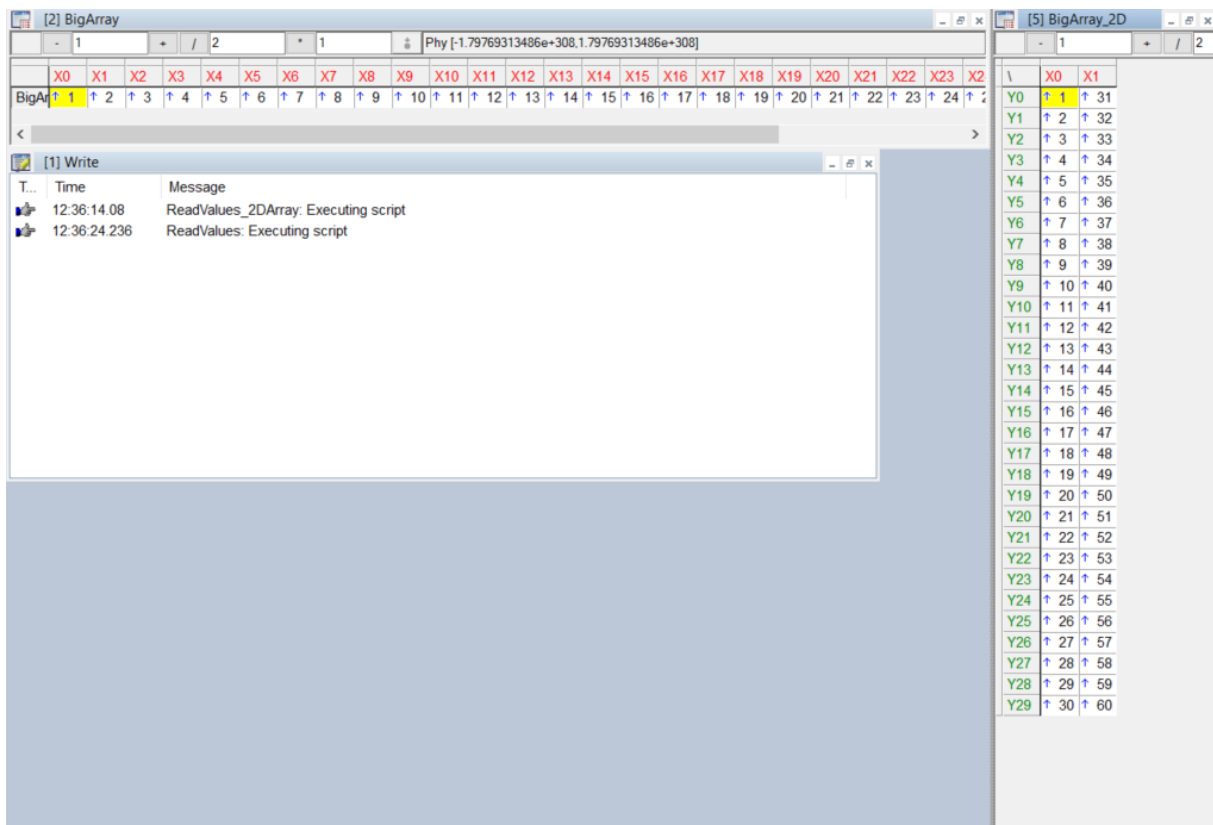 [2] BigArray
- 1 + / 2 * 1 Phy [-1.79769313486e+308,1.79769313486e+308]
X0 X1 X2 X3 X4 X5 X6 X7 X8 X9 X10 X11 X12 X13 X14 X15 X16 X17 X18 X19 X20 X21 X22 X23 X2
BigAr ↑ 1 ↑ 2 ↑ 3 ↑ 4 ↑ 5 ↑ 6 ↑ 7 ↑ 8 ↑ 9 ↑ 10 ↑ 11 ↑ 12 ↑ 13 ↑ 14 ↑ 15 ↑ 16 ↑ 17 ↑ 18 ↑ 19 ↑ 20 ↑ 21 ↑ 22 ↑ 23 ↑ 24 ↑
[1] Write
T... Time Message
12:36:14.08 ReadValues_2DArray: Executing script
12:36:24.236 ReadValues: Executing script
[5] BigArray_2D
- 1 + / 2
\ X0 X1
Y0 ↑ 1 ↑ 31
Y1 ↑ 2 ↑ 32
Y2 ↑ 3 ↑ 33
Y3 ↑ 4 ↑ 34
Y4 ↑ 5 ↑ 35
Y5 ↑ 6 ↑ 36
Y6 ↑ 7 ↑ 37
Y7 ↑ 8 ↑ 38
Y8 ↑ 9 ↑ 39
Y9 ↑ 10 ↑ 40
Y10 ↑ 11 ↑ 41
Y11 ↑ 12 ↑ 42
Y12 ↑ 13 ↑ 43
Y13 ↑ 14 ↑ 44
Y14 ↑ 15 ↑ 45
Y15 ↑ 16 ↑ 46
Y16 ↑ 17 ↑ 47
Y17 ↑ 18 ↑ 48
Y18 ↑ 19 ↑ 49
Y19 ↑ 20 ↑ 50
Y20 ↑ 21 ↑ 51
Y21 ↑ 22 ↑ 52
Y22 ↑ 23 ↑ 53
Y23 ↑ 24 ↑ 54
Y24 ↑ 25 ↑ 55
Y25 ↑ 26 ↑ 56
Y26 ↑ 27 ↑ 57
Y27 ↑ 28 ↑ 58
Y28 ↑ 29 ↑ 59
Y29 ↑ 30 ↑ 60